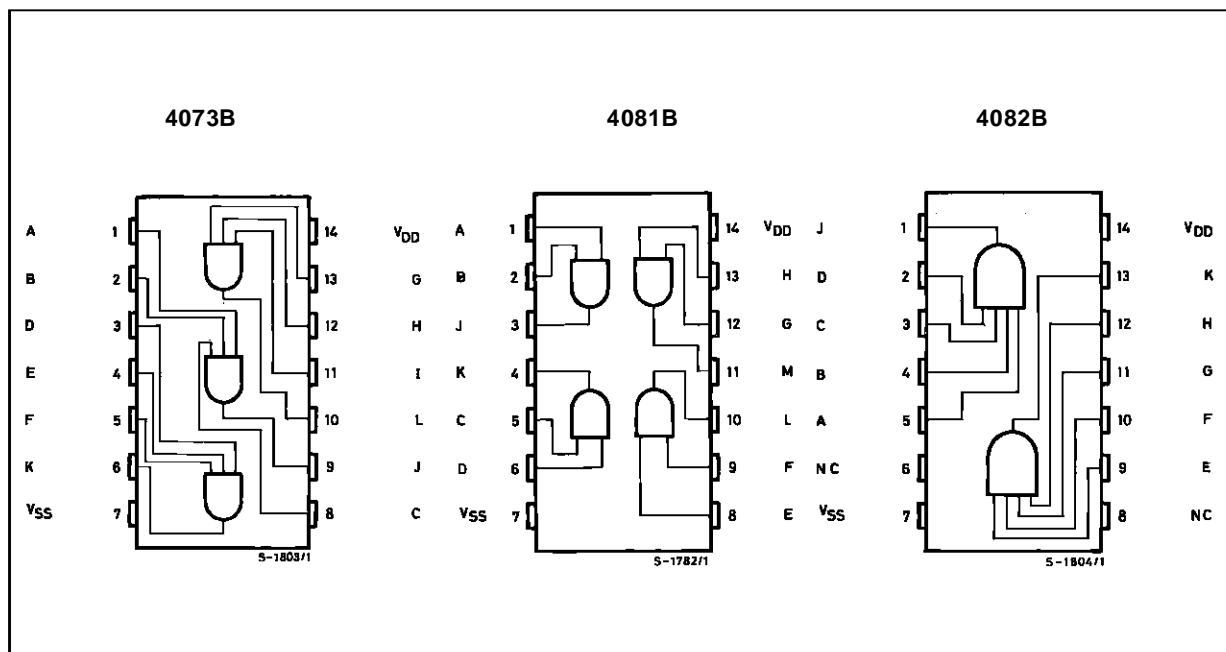 4073B 4081B 4082B
A 1 14 VDD A 1 14 VDD J 1 14 VDD
B 2 13 G B 2 13 H D 2 13 K
D 3 12 H J 3 12 G C 3 12 H
E 4 11 I K 4 11 M B 4 11 G
F 5 10 L C 5 10 L A 5 10 F
K 6 9 J D 6 9 F NC 6 9 E
VSS 7 8 C VSS 7 8 E VSS 7 8 NC
S-1803/1 S-1782/1 S-1804/1